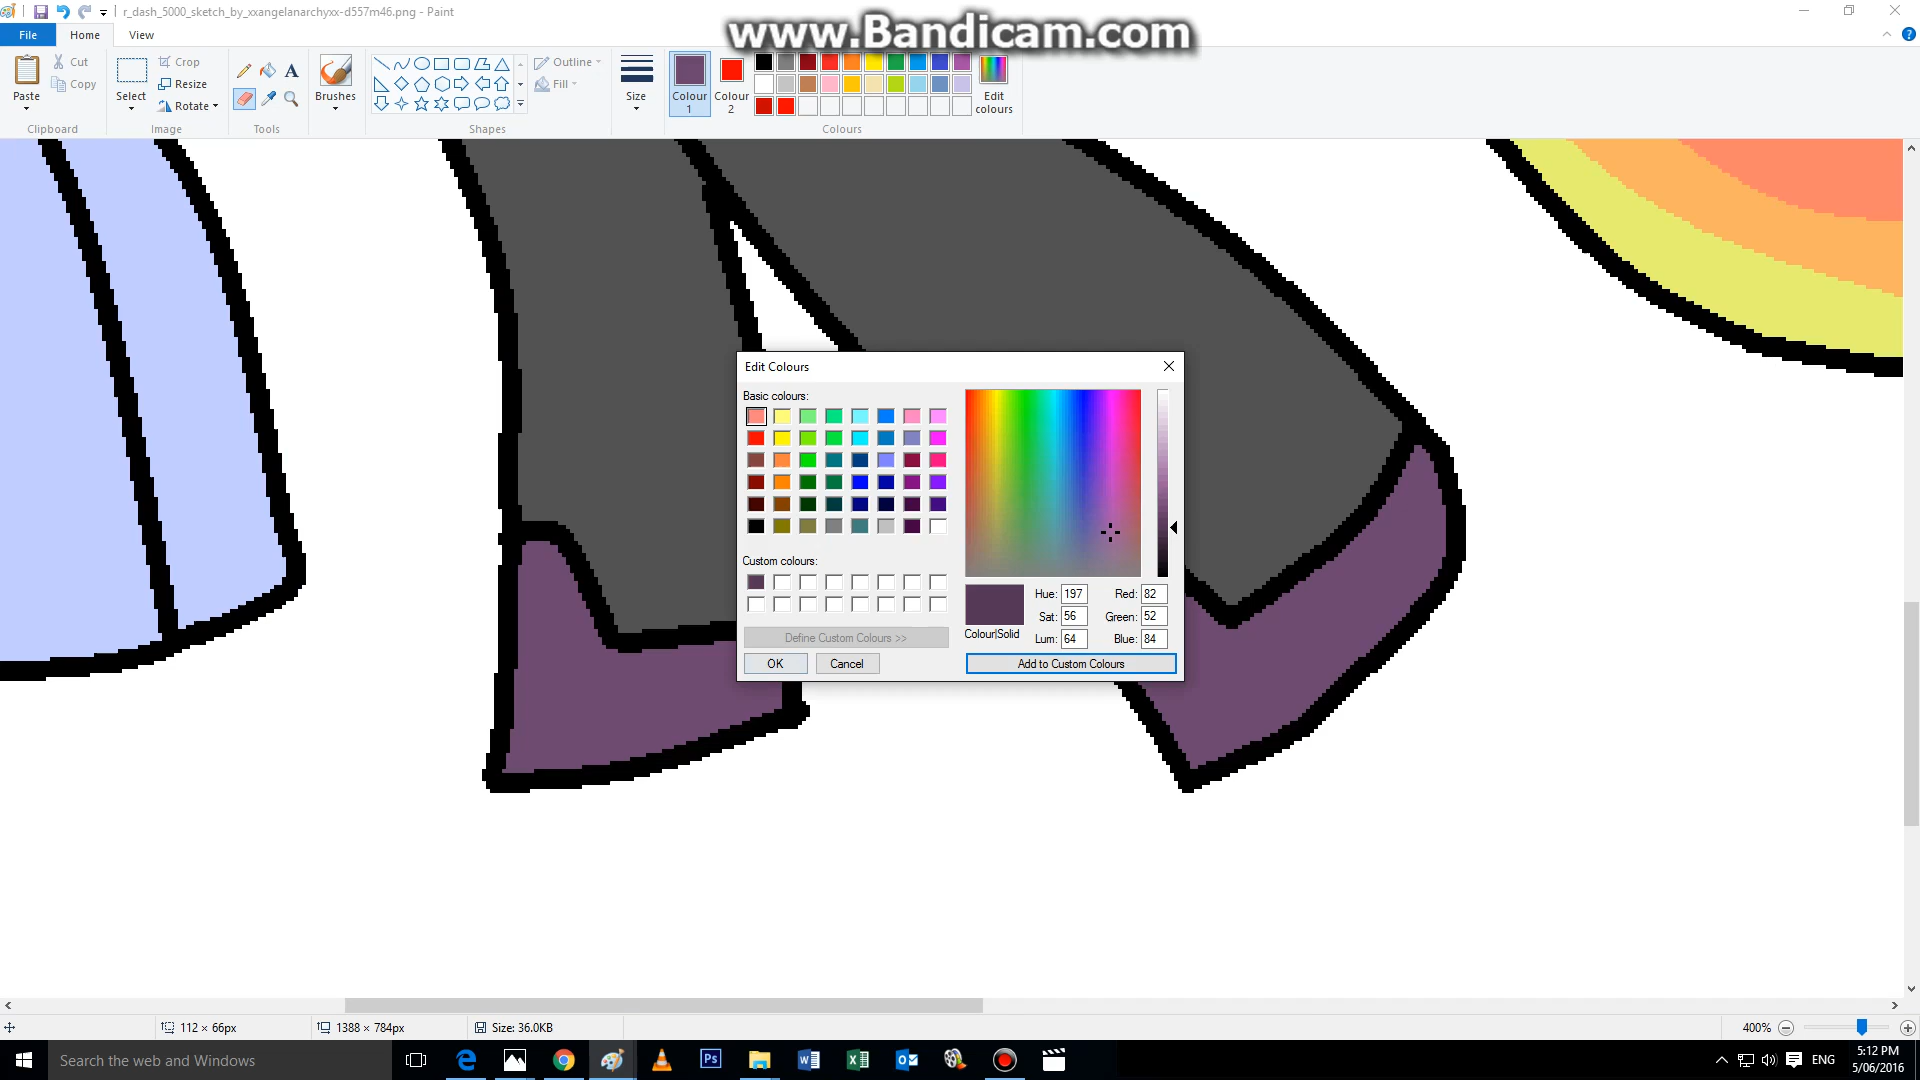 r_dash_5000_sketch_by_xxangelanarchyxx-d557m46.png - Paint
www.Bandicam.com
File Home View
Paste
Cut
Copy
Clipboard
Select
Crop
Resize
Rotate
Image
Tools
Brushes
Shapes
Outline
Fill
Size
Colour 1
Colour 2
Edit colours
Colours
Edit Colours
Basic colours:
Custom colours:
Define Custom Colours >>
OK Cancel
Colour|Solid
Hue: 197 Red: 82
Sat: 56 Green: 52
Lum: 64 Blue: 84
Add to Custom Colours
112 × 66px 1388 × 784px Size: 36.0KB 400%
Search the web and Windows
Ps
ENG
5:12 PM
5/06/2016